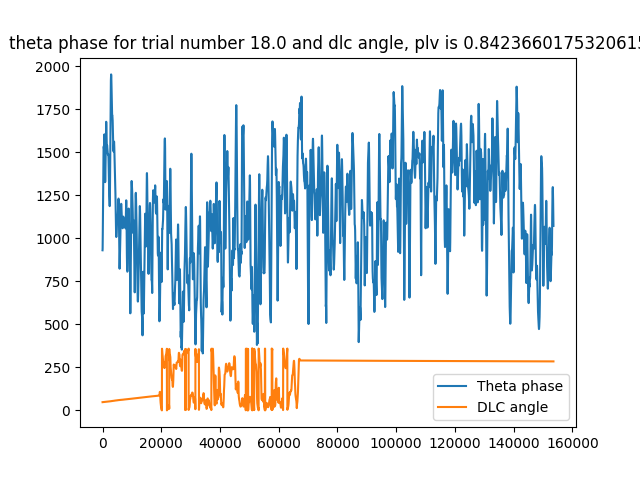 theta phase for trial number 18.0 and dlc angle, plv is 0.8423660175320615
2000
1750
1500
1250
1000
750
500
250
0
Theta phase
DLC angle
0 20000 40000 60000 80000 100000 120000 140000 160000